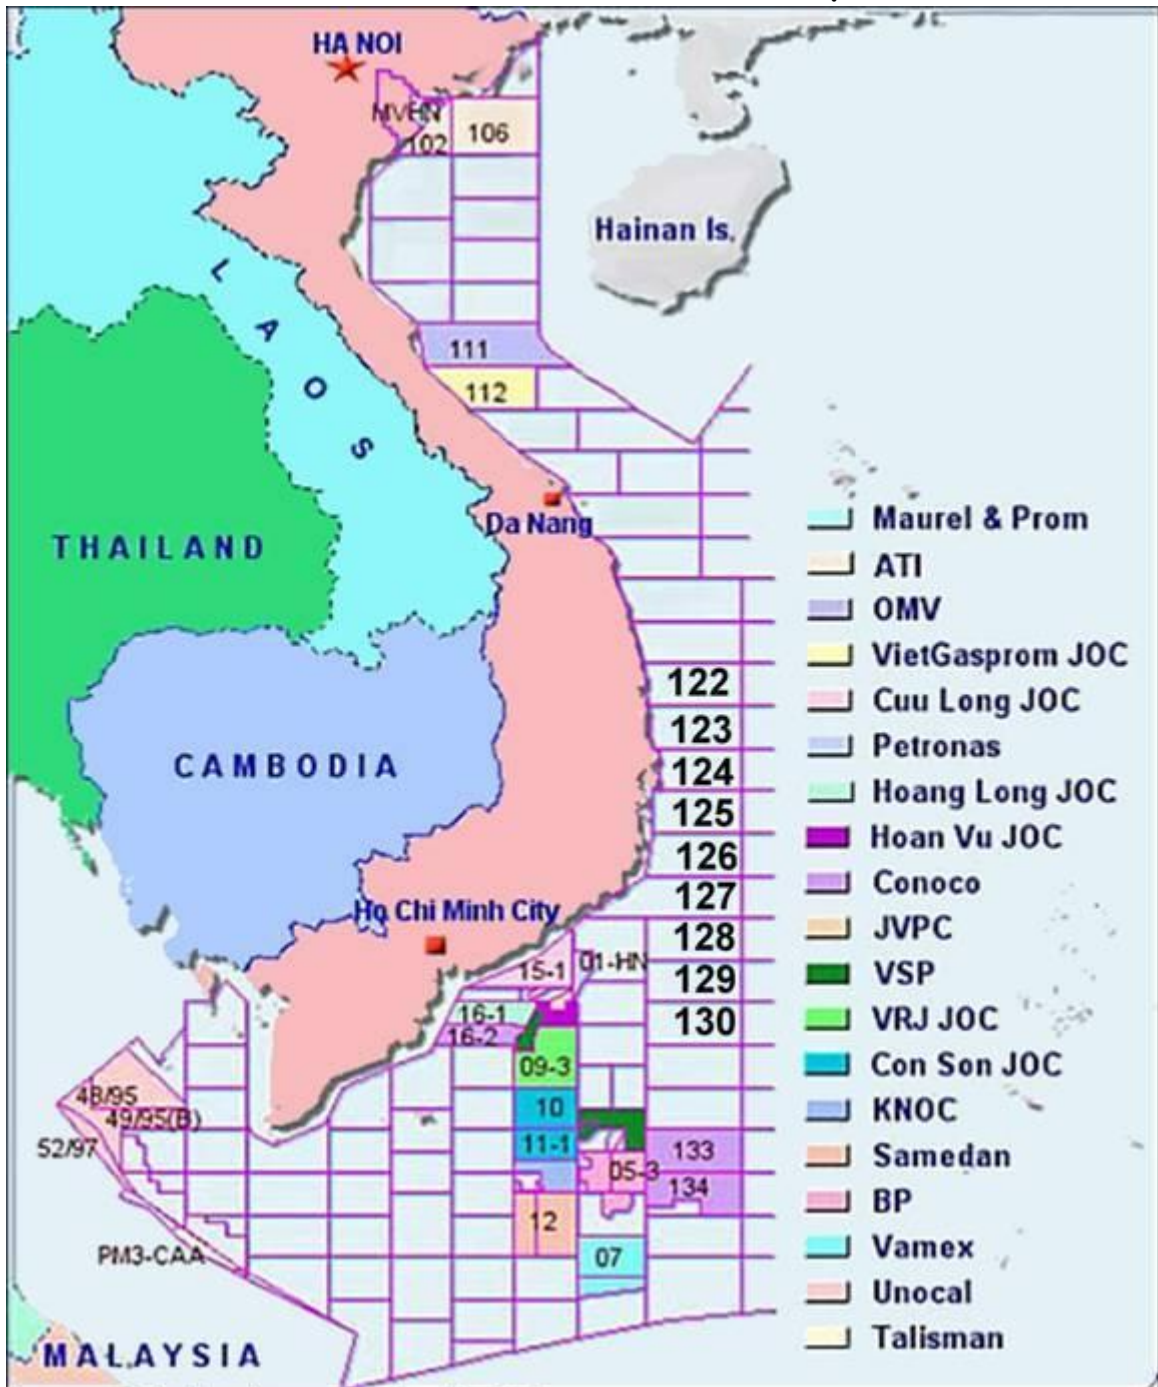 HA NOI
MVHN
102
106
Hainan Is.
L A O S
111
112
THAILAND
Da Nang
122
123
CAMBODIA
124
125
126
127
Ho Chi Minh City
128
15-1
01-HN
129
16-1
130
16-2
09-3
48/95
10
49/95(B)
11-1
52/97
133
05-3
134
12
PM3-CAA
07
MALAYSIA
Maurel & Prom
ATI
OMV
VietGasprom JOC
Cuu Long JOC
Petronas
Hoang Long JOC
Hoan Vu JOC
Conoco
JVPC
VSP
VRJ JOC
Con Son JOC
KNOC
Samedan
BP
Vamex
Unocal
Talisman